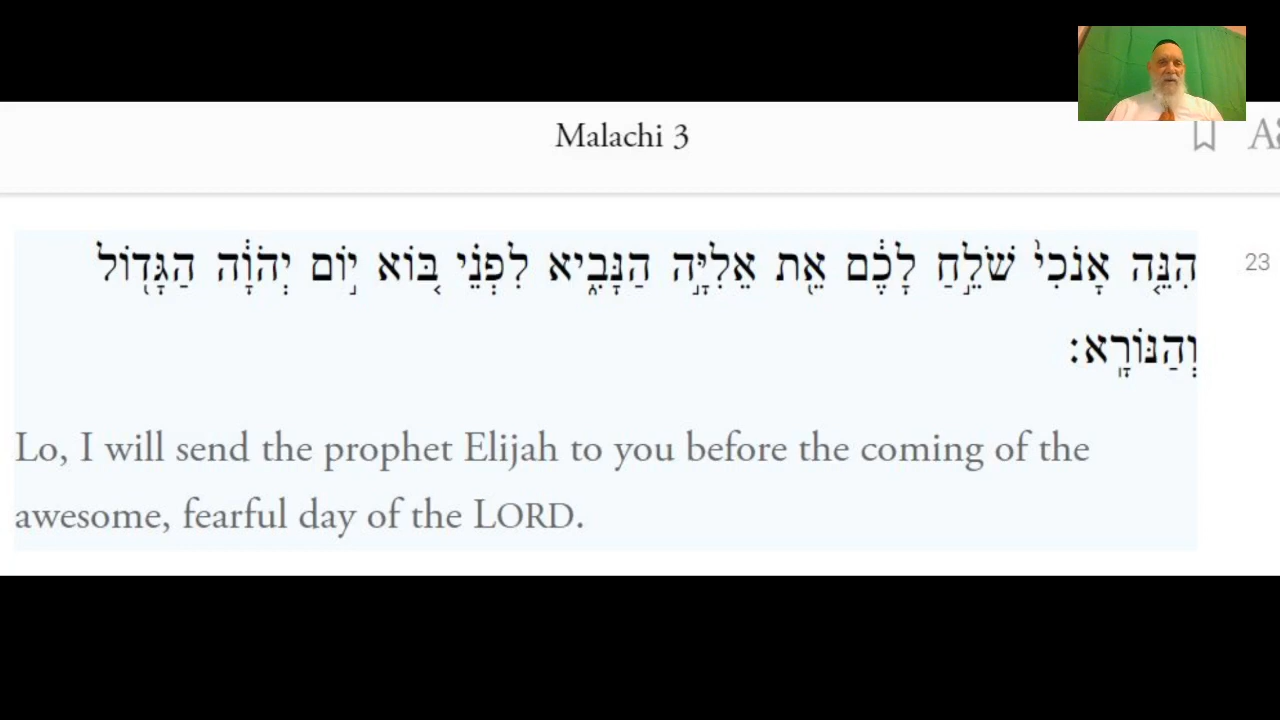 Malachi 3
הִנֵּ֤ה אָֽנֹכִי֙ שֹׁלֵ֣חַ לָכֶ֔ם אֵ֖ת אֵלִיָּ֣ה הַנָּבִ֑יא לִפְנֵ֗י בּ֚וֹא י֣וֹם יְהֹוָ֔ה הַגָּד֖וֹל
23
וְהַנּוֹרָֽא׃
Lo, I will send the prophet Elijah to you before the coming of the
awesome, fearful day of the LORD.